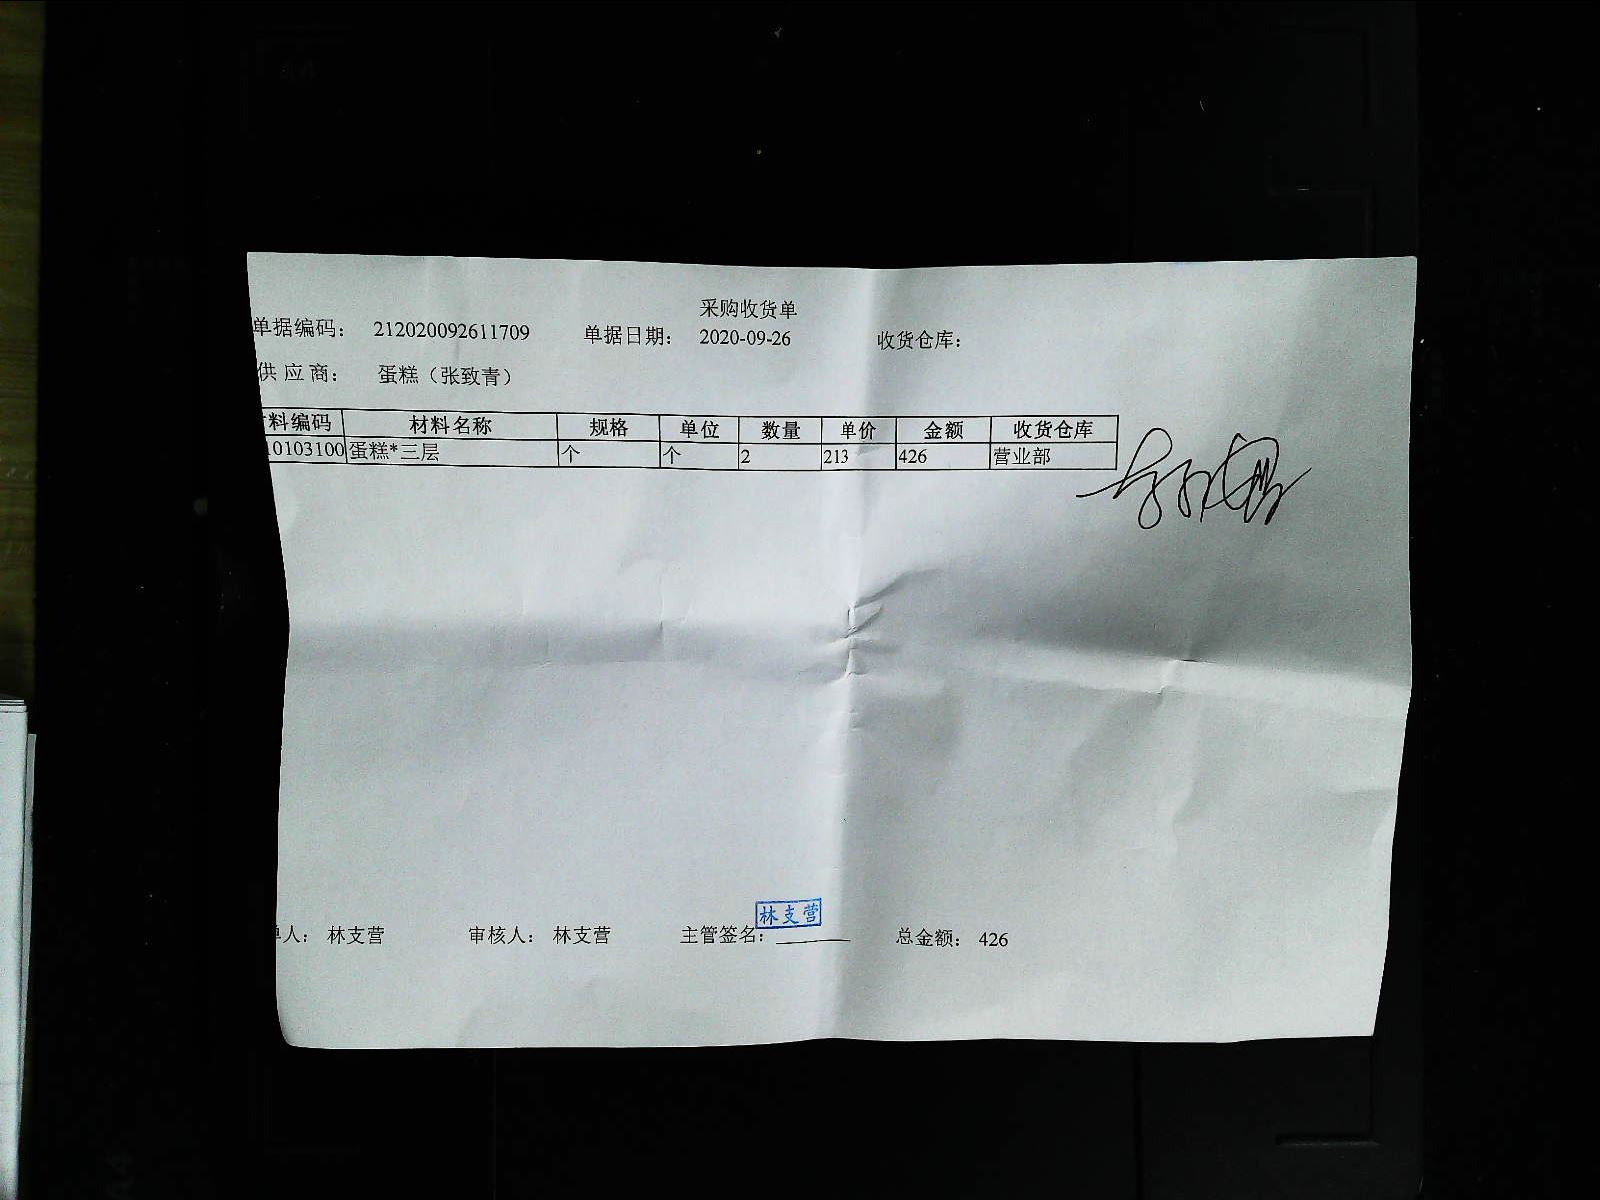 采购收货单
单据编码： 212020092611709 单据日期： 2020-09-26 收货仓库：
供应商： 蛋糕（张致青）
料编码 材料名称 规格 单位 数量 单价 金额 收货仓库
10103100 蛋糕*三层 个 个 2 213 426 营业部
林支营
单人： 林支营 审核人： 林支营 主管签名： 总金额： 426